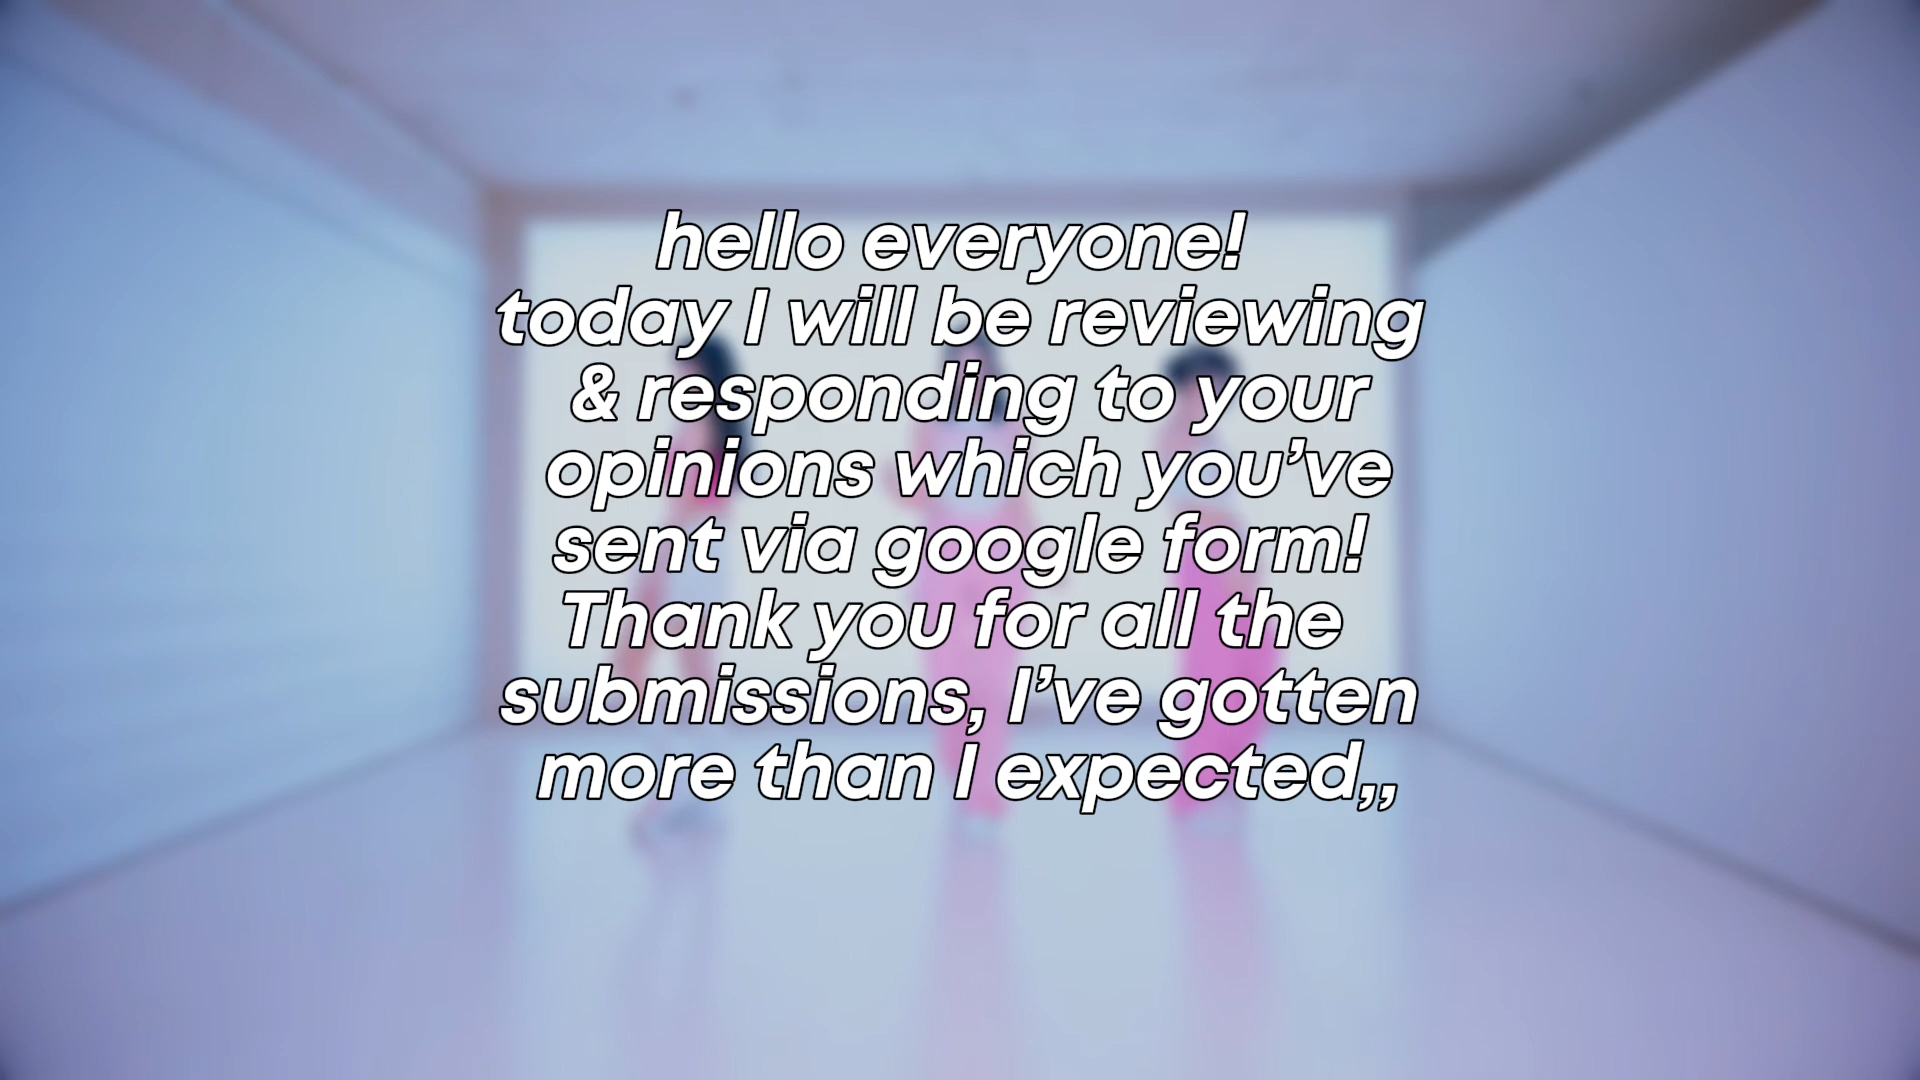 hello everyone!
today I will be reviewing
& responding to your
opinions which you’ve
sent via google form!
Thank you for all the
submissions, I’ve gotten
more than I expected,,